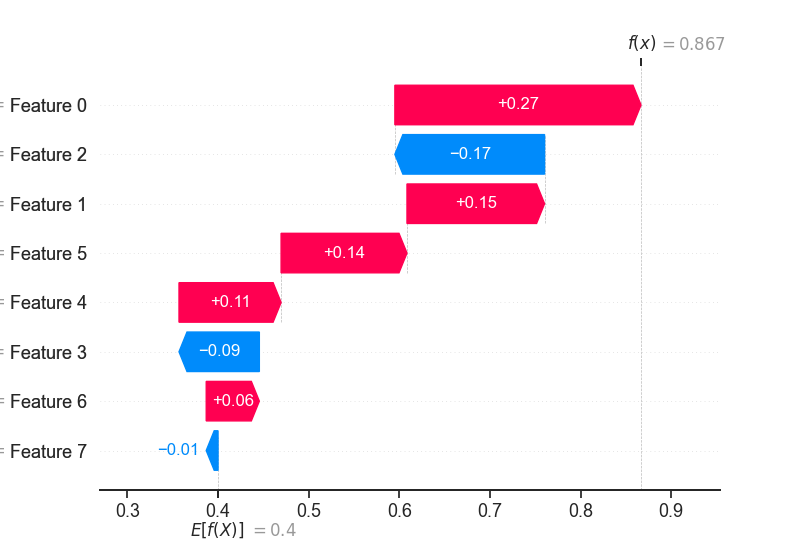 f(x) = 0.867
= Feature 0 +0.27
= Feature 2 −0.17
= Feature 1 +0.15
= Feature 5 +0.14
= Feature 4 +0.11
= Feature 3 −0.09
= Feature 6 +0.06
= Feature 7 −0.01
0.3 0.4 0.5 0.6 0.7 0.8 0.9
E[f(X)] = 0.4